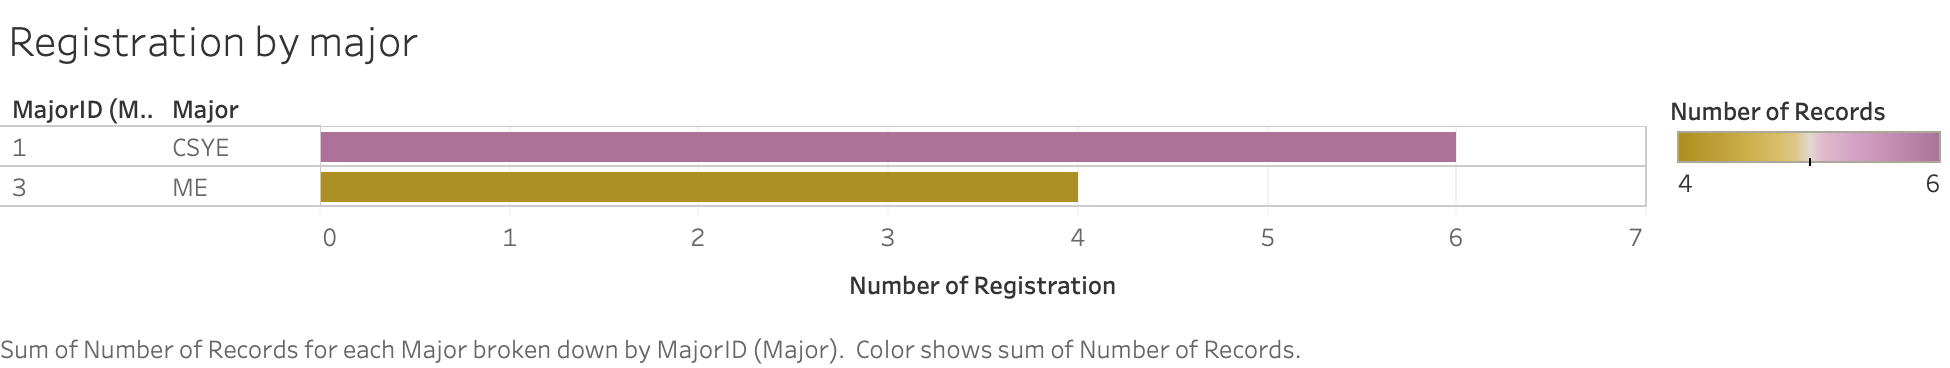 Registration by major
MajorID (M.. Major
Number of Records
1 CSYE
3 ME
4 6
0 1 2 3 4 5 6 7
Number of Registration
Sum of Number of Records for each Major broken down by MajorID (Major). Color shows sum of Number of Records.